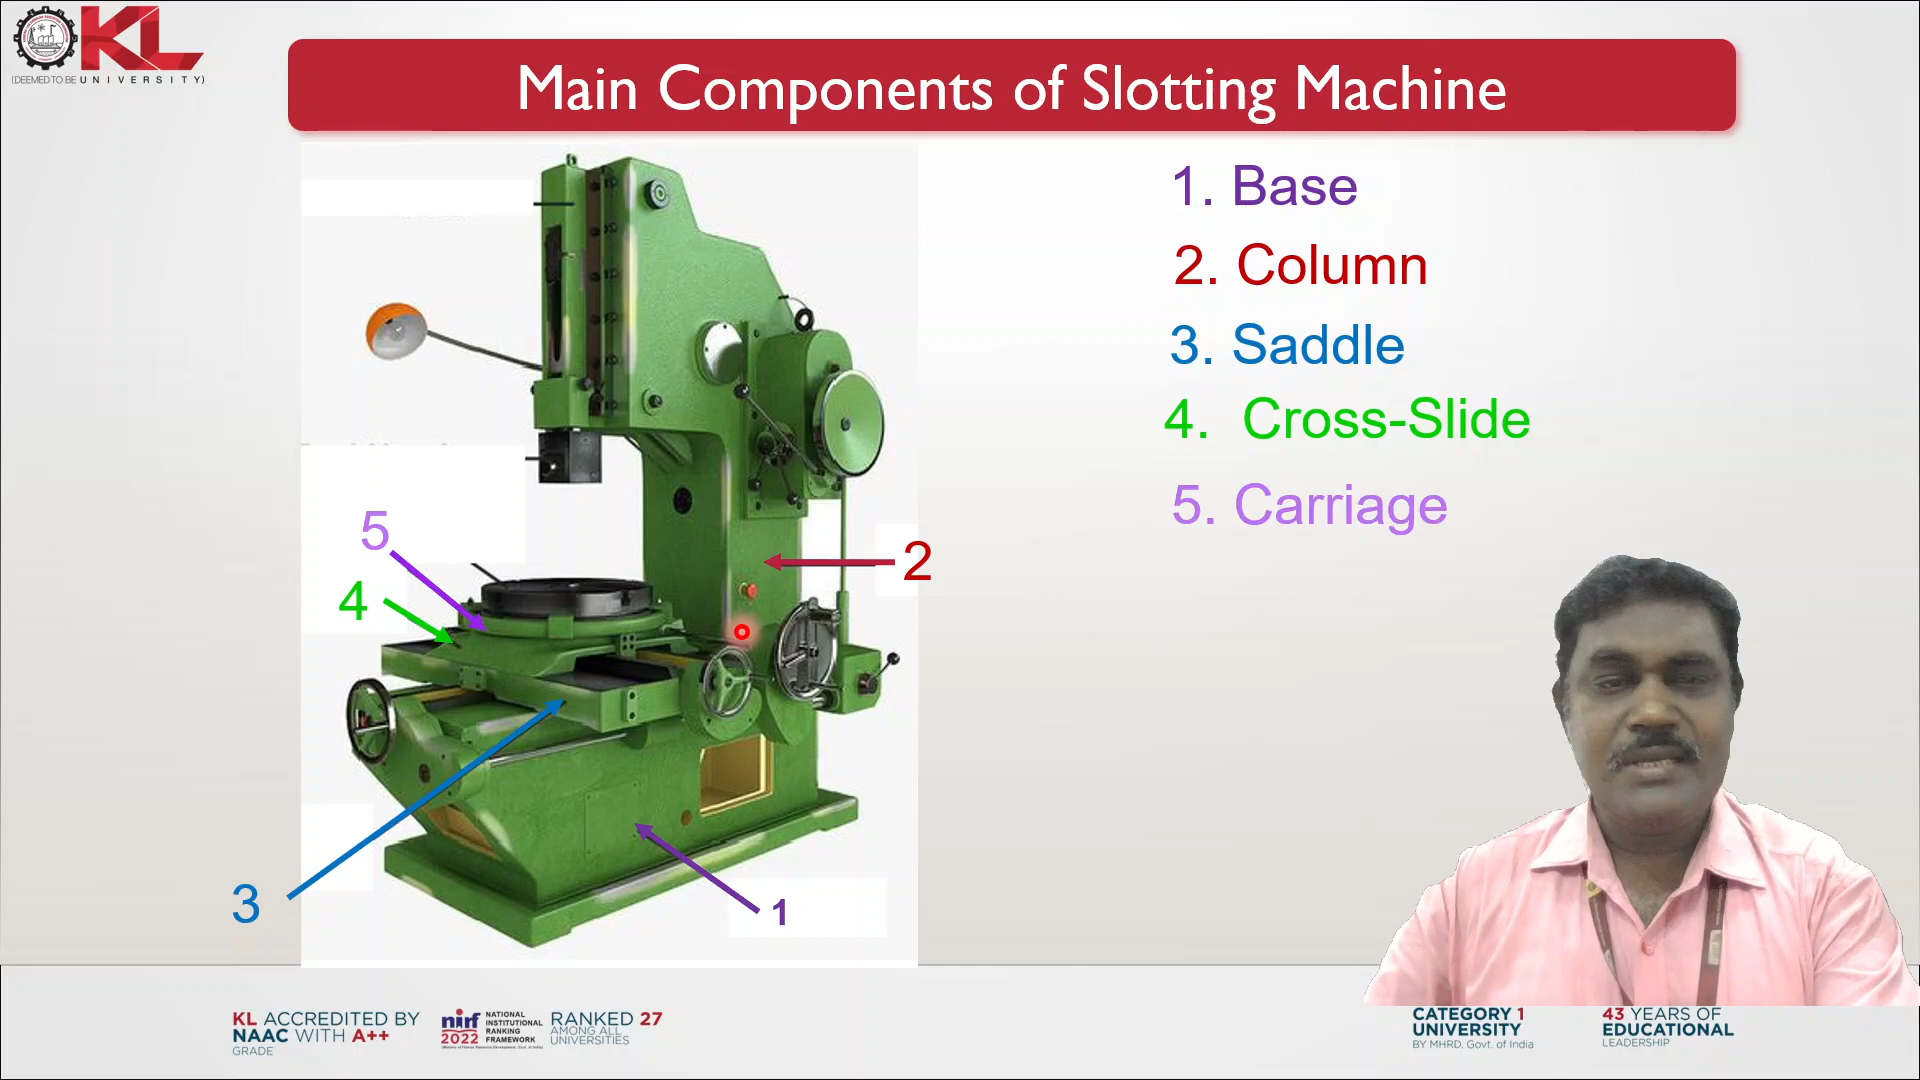 KL
(DEEMED TO BE UNIVERSITY)
Main Components of Slotting Machine
1. Base
2. Column
3. Saddle
4. Cross-Slide
5. Carriage
5
2
4
3
1
KL ACCREDITED BY
NAAC WITH A++
GRADE
nirf
2022
NATIONAL
INSTITUTIONAL
RANKING
FRAMEWORK
RANKED 27
AMONG ALL
UNIVERSITIES
CATEGORY 1
UNIVERSITY
BY MHRD, Govt. of India
43 YEARS OF
EDUCATIONAL
LEADERSHIP